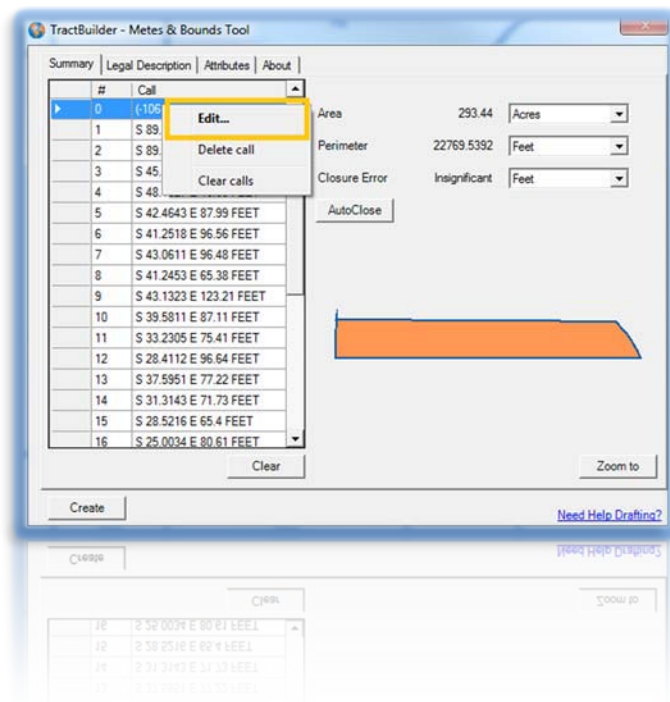 TractBuilder - Metes & Bounds Tool
Summary Legal Description Attributes About
# Call
0 (-106
Edit...
Delete call
Clear calls
1 S 89.
2 S 89.
3 S 45.
4 S 48.
5 S 42.4643 E 87.99 FEET
6 S 41.2518 E 96.56 FEET
7 S 43.0611 E 96.48 FEET
8 S 41.2453 E 65.38 FEET
9 S 43.1323 E 123.21 FEET
10 S 39.5811 E 87.11 FEET
11 S 33.2305 E 75.41 FEET
12 S 28.4112 E 96.64 FEET
13 S 37.5951 E 77.22 FEET
14 S 31.3143 E 71.73 FEET
15 S 28.5216 E 65.4 FEET
16 S 25.0034 E 80.61 FEET
Area 293.44 Acres
Perimeter 22769.5392 Feet
Closure Error Insignificant Feet
AutoClose
Clear
Zoom to
Create
Need Help Drafting?